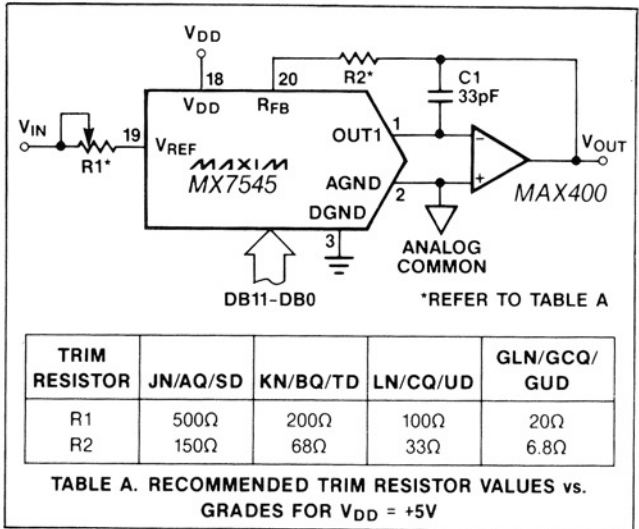 VDD
18
20
R2*
C1
33pF
VDD
RFB
VIN
R1*
19
VREF
OUT1
1
MAXIM
MX7545
AGND
2
DGND
3
−
+
VOUT
MAX400
ANALOG
COMMON
DB11-DB0
*REFER TO TABLE A
TRIM RESISTOR JN/AQ/SD KN/BQ/TD LN/CQ/UD GLN/GCQ/GUD
R1 500Ω 200Ω 100Ω 20Ω
R2 150Ω 68Ω 33Ω 6.8Ω
TABLE A. RECOMMENDED TRIM RESISTOR VALUES vs.
GRADES FOR VDD = +5V